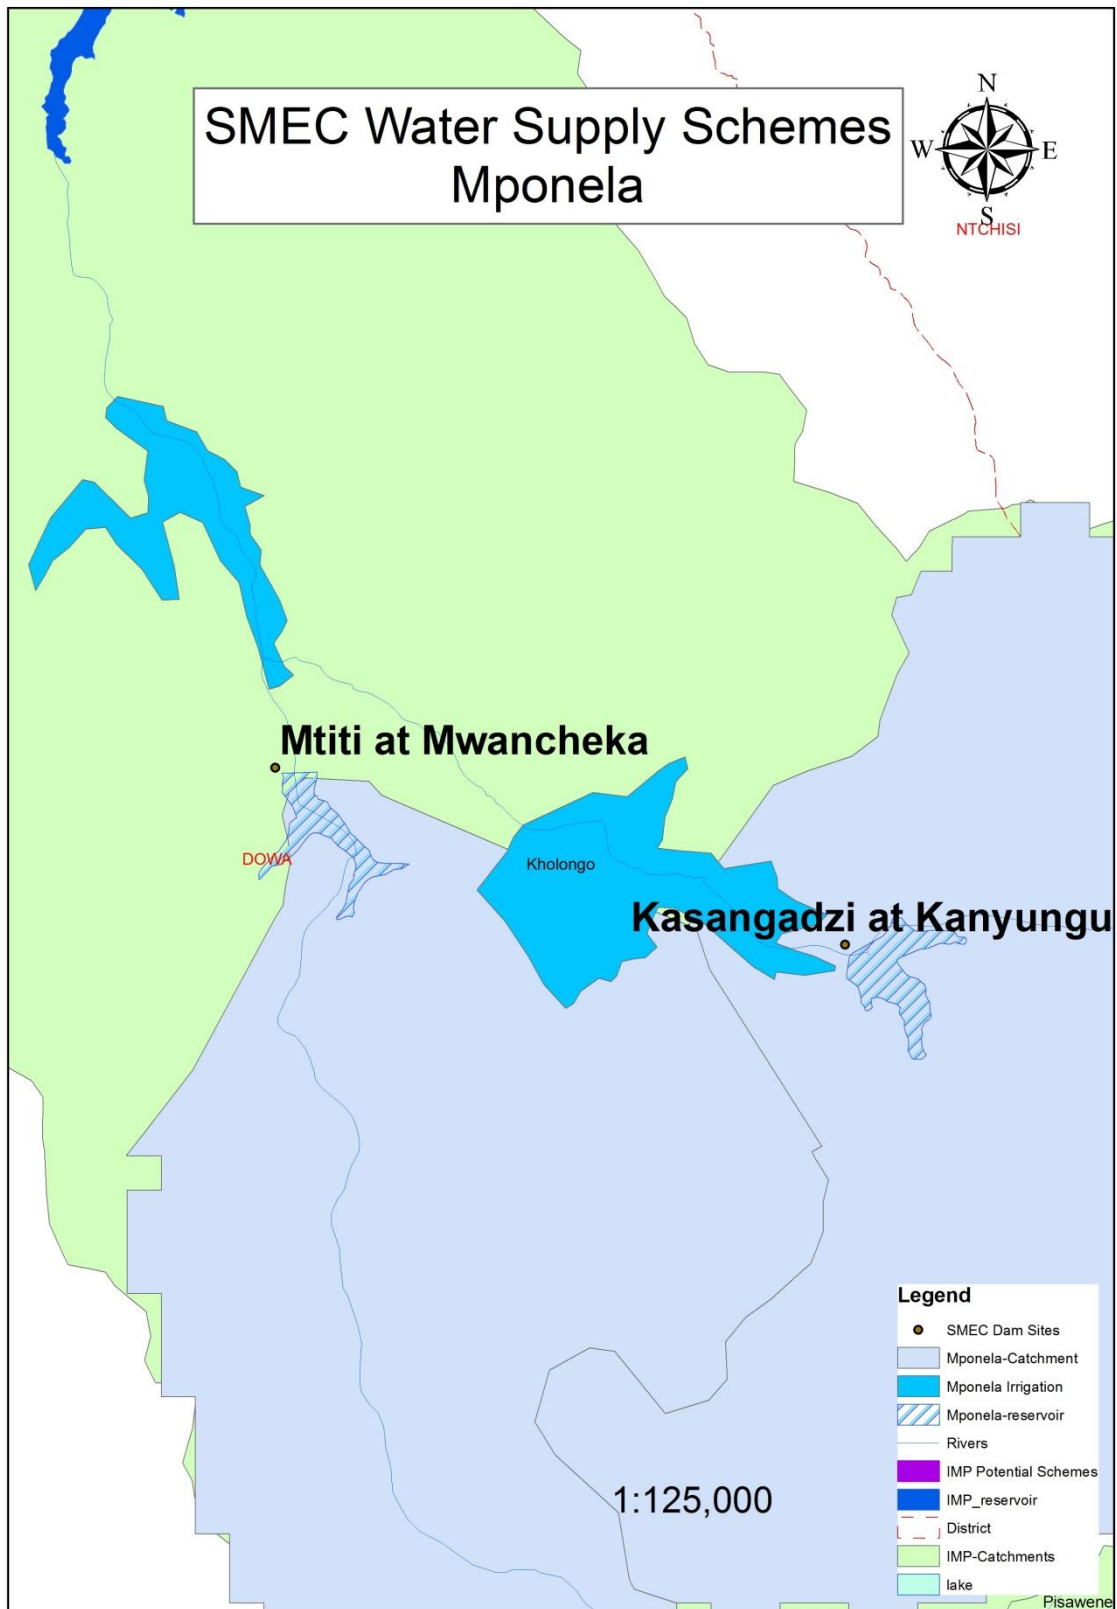 SMEC Water Supply Schemes
Mponela
N
W
E
S
NTCHISI
Mtiti at Mwancheka
DOWA
Kholongo
Kasangadzi at Kanyungu
1:125,000
Legend
SMEC Dam Sites
Mponela-Catchment
Mponela Irrigation
Mponela-reservoir
Rivers
IMP Potential Schemes
IMP_reservoir
District
IMP-Catchments
lake
Pisawene